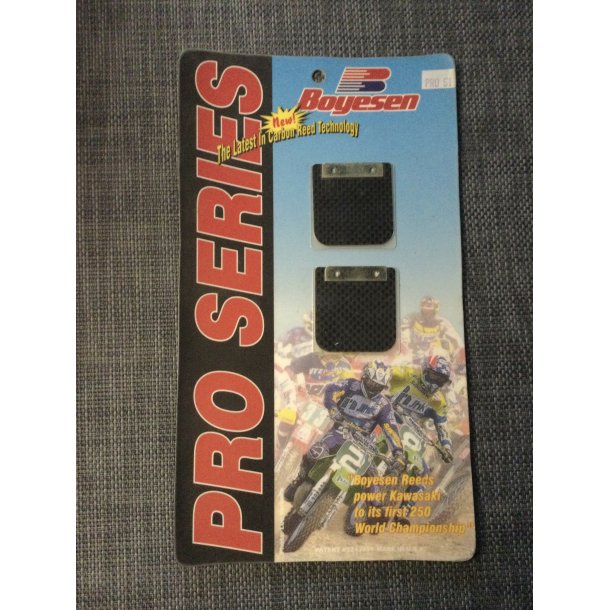 PRO SERIES
Boyesen
PRO 51
New!
The Latest In Carbon Reed Technology
2
"Boyesen Reeds
power Kawasaki
to its first 250
World Championship"